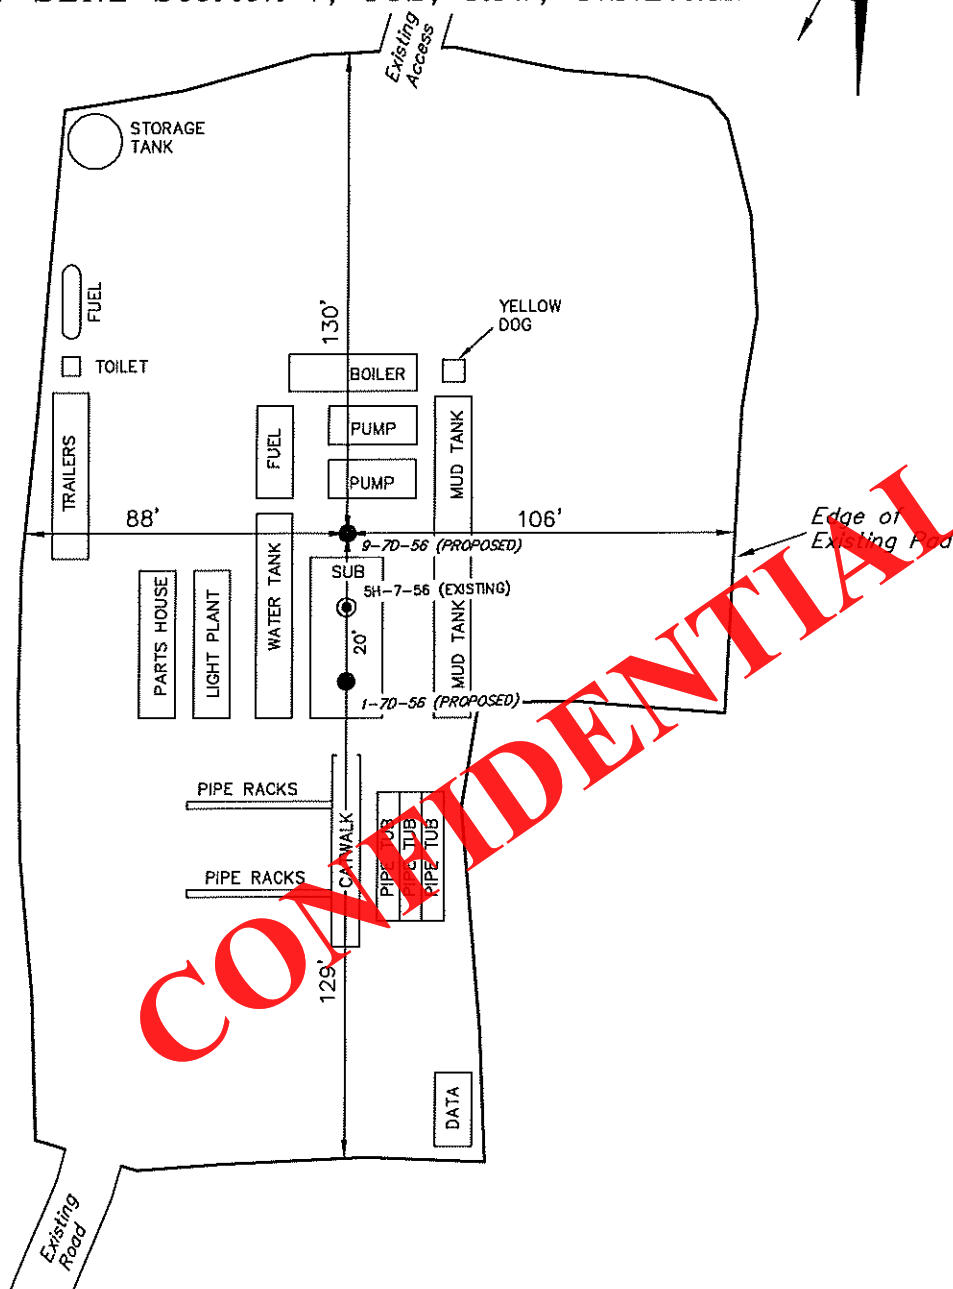 Existing
Access
STORAGE
TANK
FUEL
130'
YELLOW
DOG
TOILET
BOILER
TRAILERS
FUEL
PUMP
MUD TANK
PUMP
88'
106'
Edge of
Existing Pad
9-7D-56 (PROPOSED)
SUB
5H-7-56 (EXISTING)
PARTS HOUSE
LIGHT PLANT
WATER TANK
20'
MUD TANK
1-7D-56 (PROPOSED)
PIPE RACKS
PIPE RACKS
CATWALK
PIPE TUB
PIPE TUB
PIPE TUB
CONFIDENTIAL
129'
DATA
Existing
Road